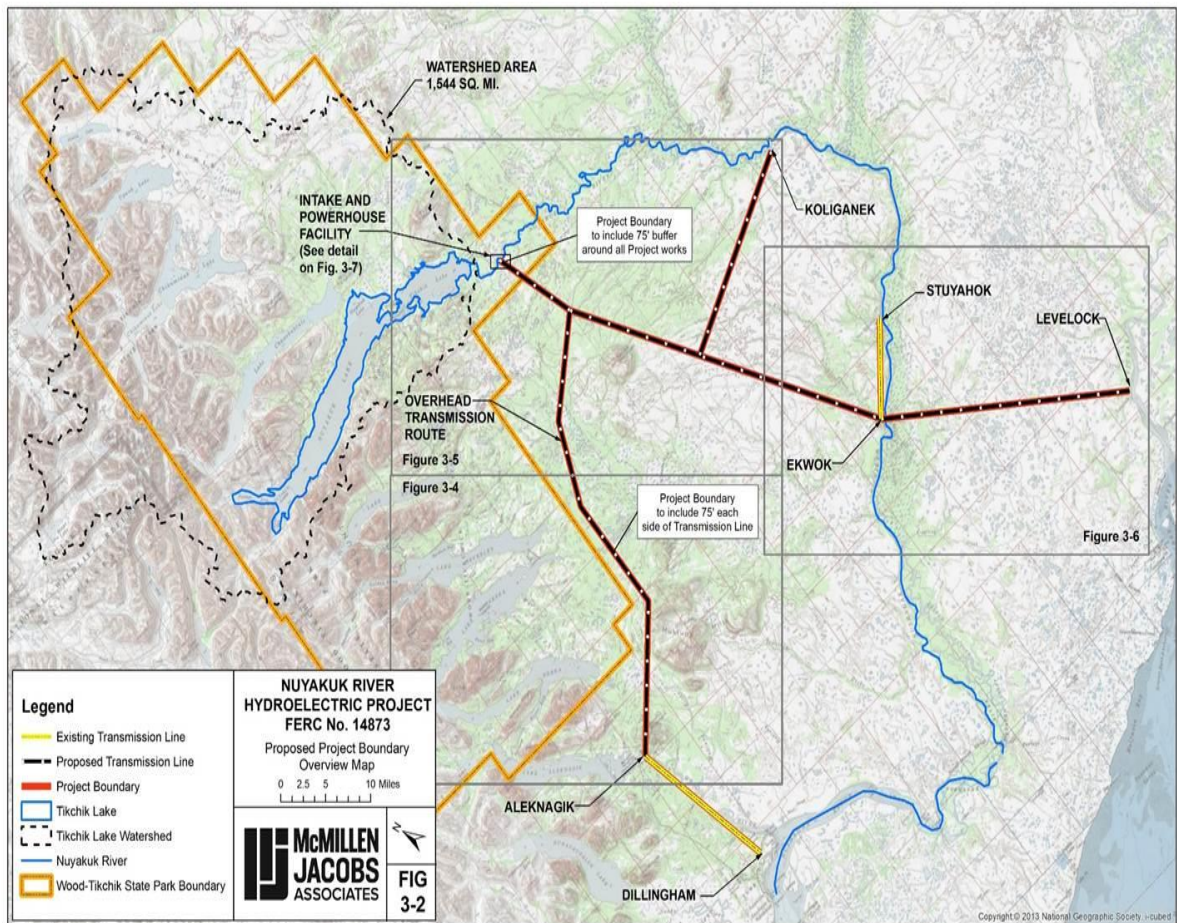 WATERSHED AREA
1,544 SQ. MI.
INTAKE AND
POWERHOUSE
FACILITY
(See detail
on Fig. 3-7)
Project Boundary
to include 75' buffer
around all Project works
KOLIGANEK
STUYAHOK
LEVELOCK
OVERHEAD
TRANSMISSION
ROUTE
Figure 3-5
Figure 3-4
EKWOK
Project Boundary
to include 75' each
side of Transmission Line
Figure 3-6
ALEKNAGIK
DILLINGHAM
Legend
Existing Transmission Line
Proposed Transmission Line
Project Boundary
Tikchik Lake
Tikchik Lake Watershed
Nuyakuk River
Wood-Tikchik State Park Boundary
NUYAKUK RIVER
HYDROELECTRIC PROJECT
FERC No. 14873
Proposed Project Boundary
Overview Map
0 2.5 5 10 Miles
McMILLEN
JACOBS
ASSOCIATES
N
FIG
3-2
Copyright:© 2013 National Geographic Society, i-cubed